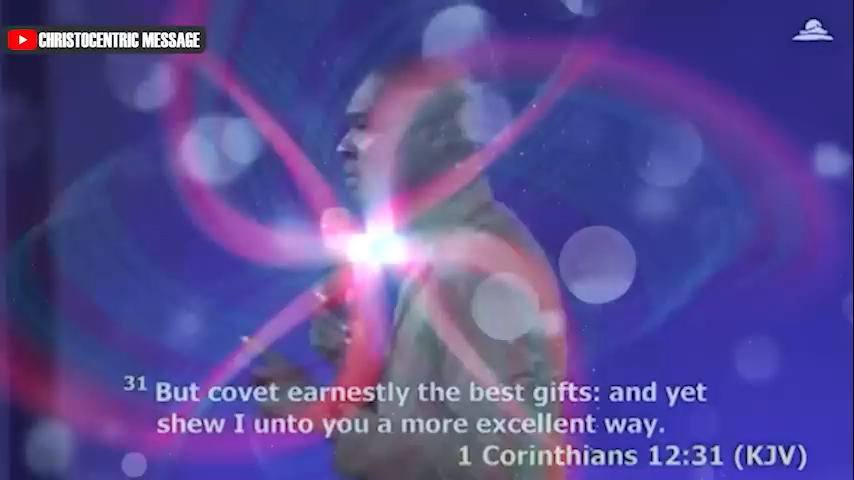 CHRISTOCENTRIC MESSAGE
31 But covet earnestly the best gifts: and yet
shew I unto you a more excellent way.
1 Corinthians 12:31 (KJV)